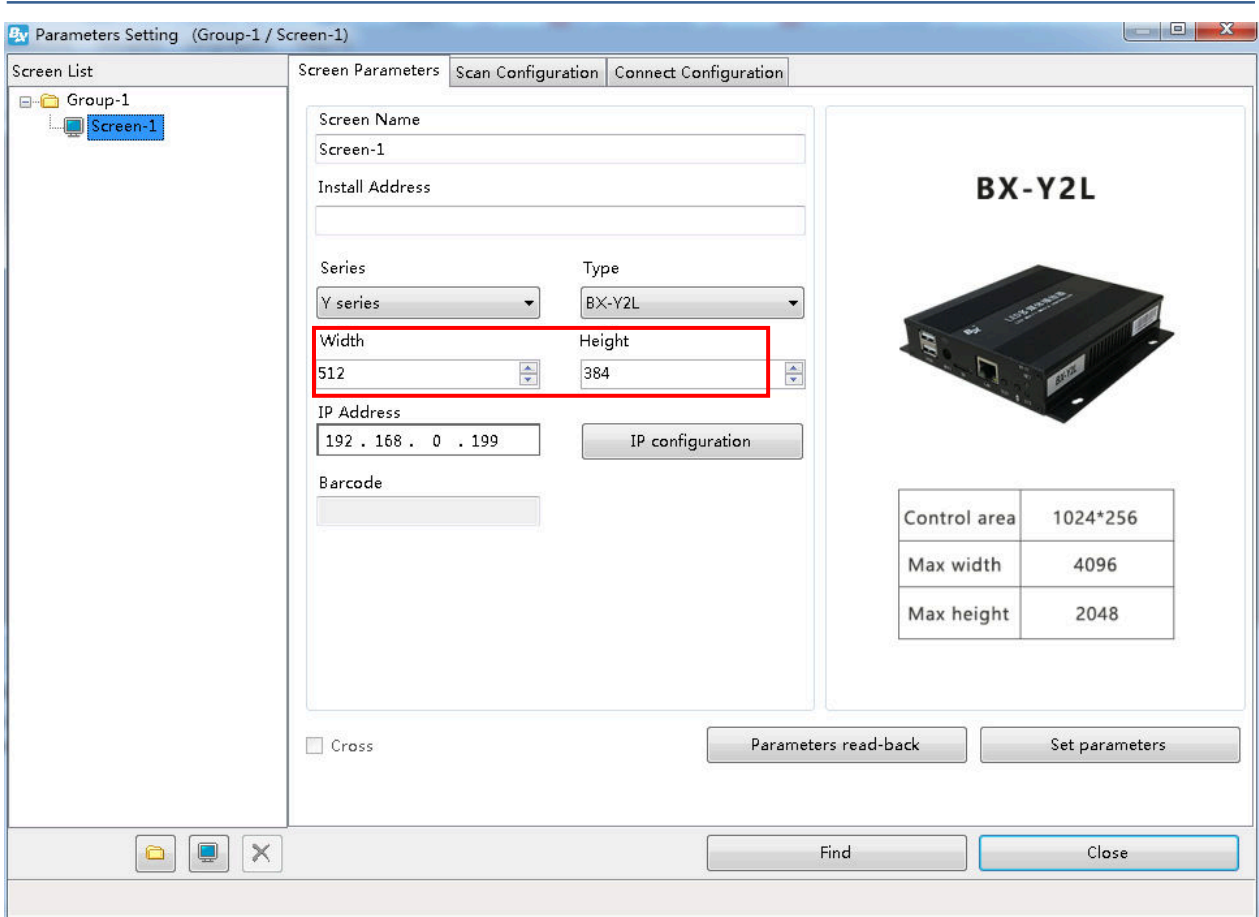 Parameters Setting (Group-1 / Screen-1)
Screen List
Group-1
Screen-1
Screen Parameters
Scan Configuration
Connect Configuration
Screen Name
Screen-1
Install Address
Series
Type
Y series
BX-Y2L
Width
Height
512
384
IP Address
192 . 168 . 0 . 199
IP configuration
Barcode
BX-Y2L
BX-Y2L
Control area 1024*256
Max width 4096
Max height 2048
Cross
Parameters read-back
Set parameters
Find
Close